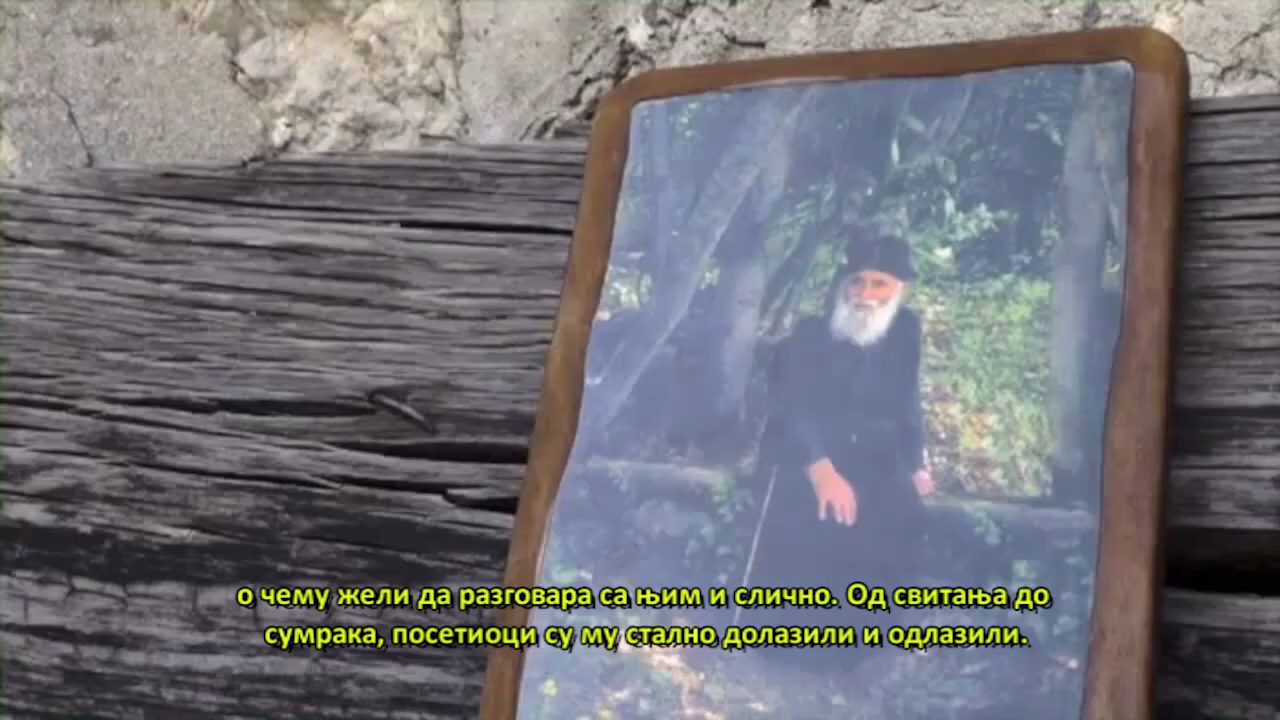 о чему жели да разговара са њим и слично. Од свитања до
сумрака, посетиоци су му стално долазили и одлазили.